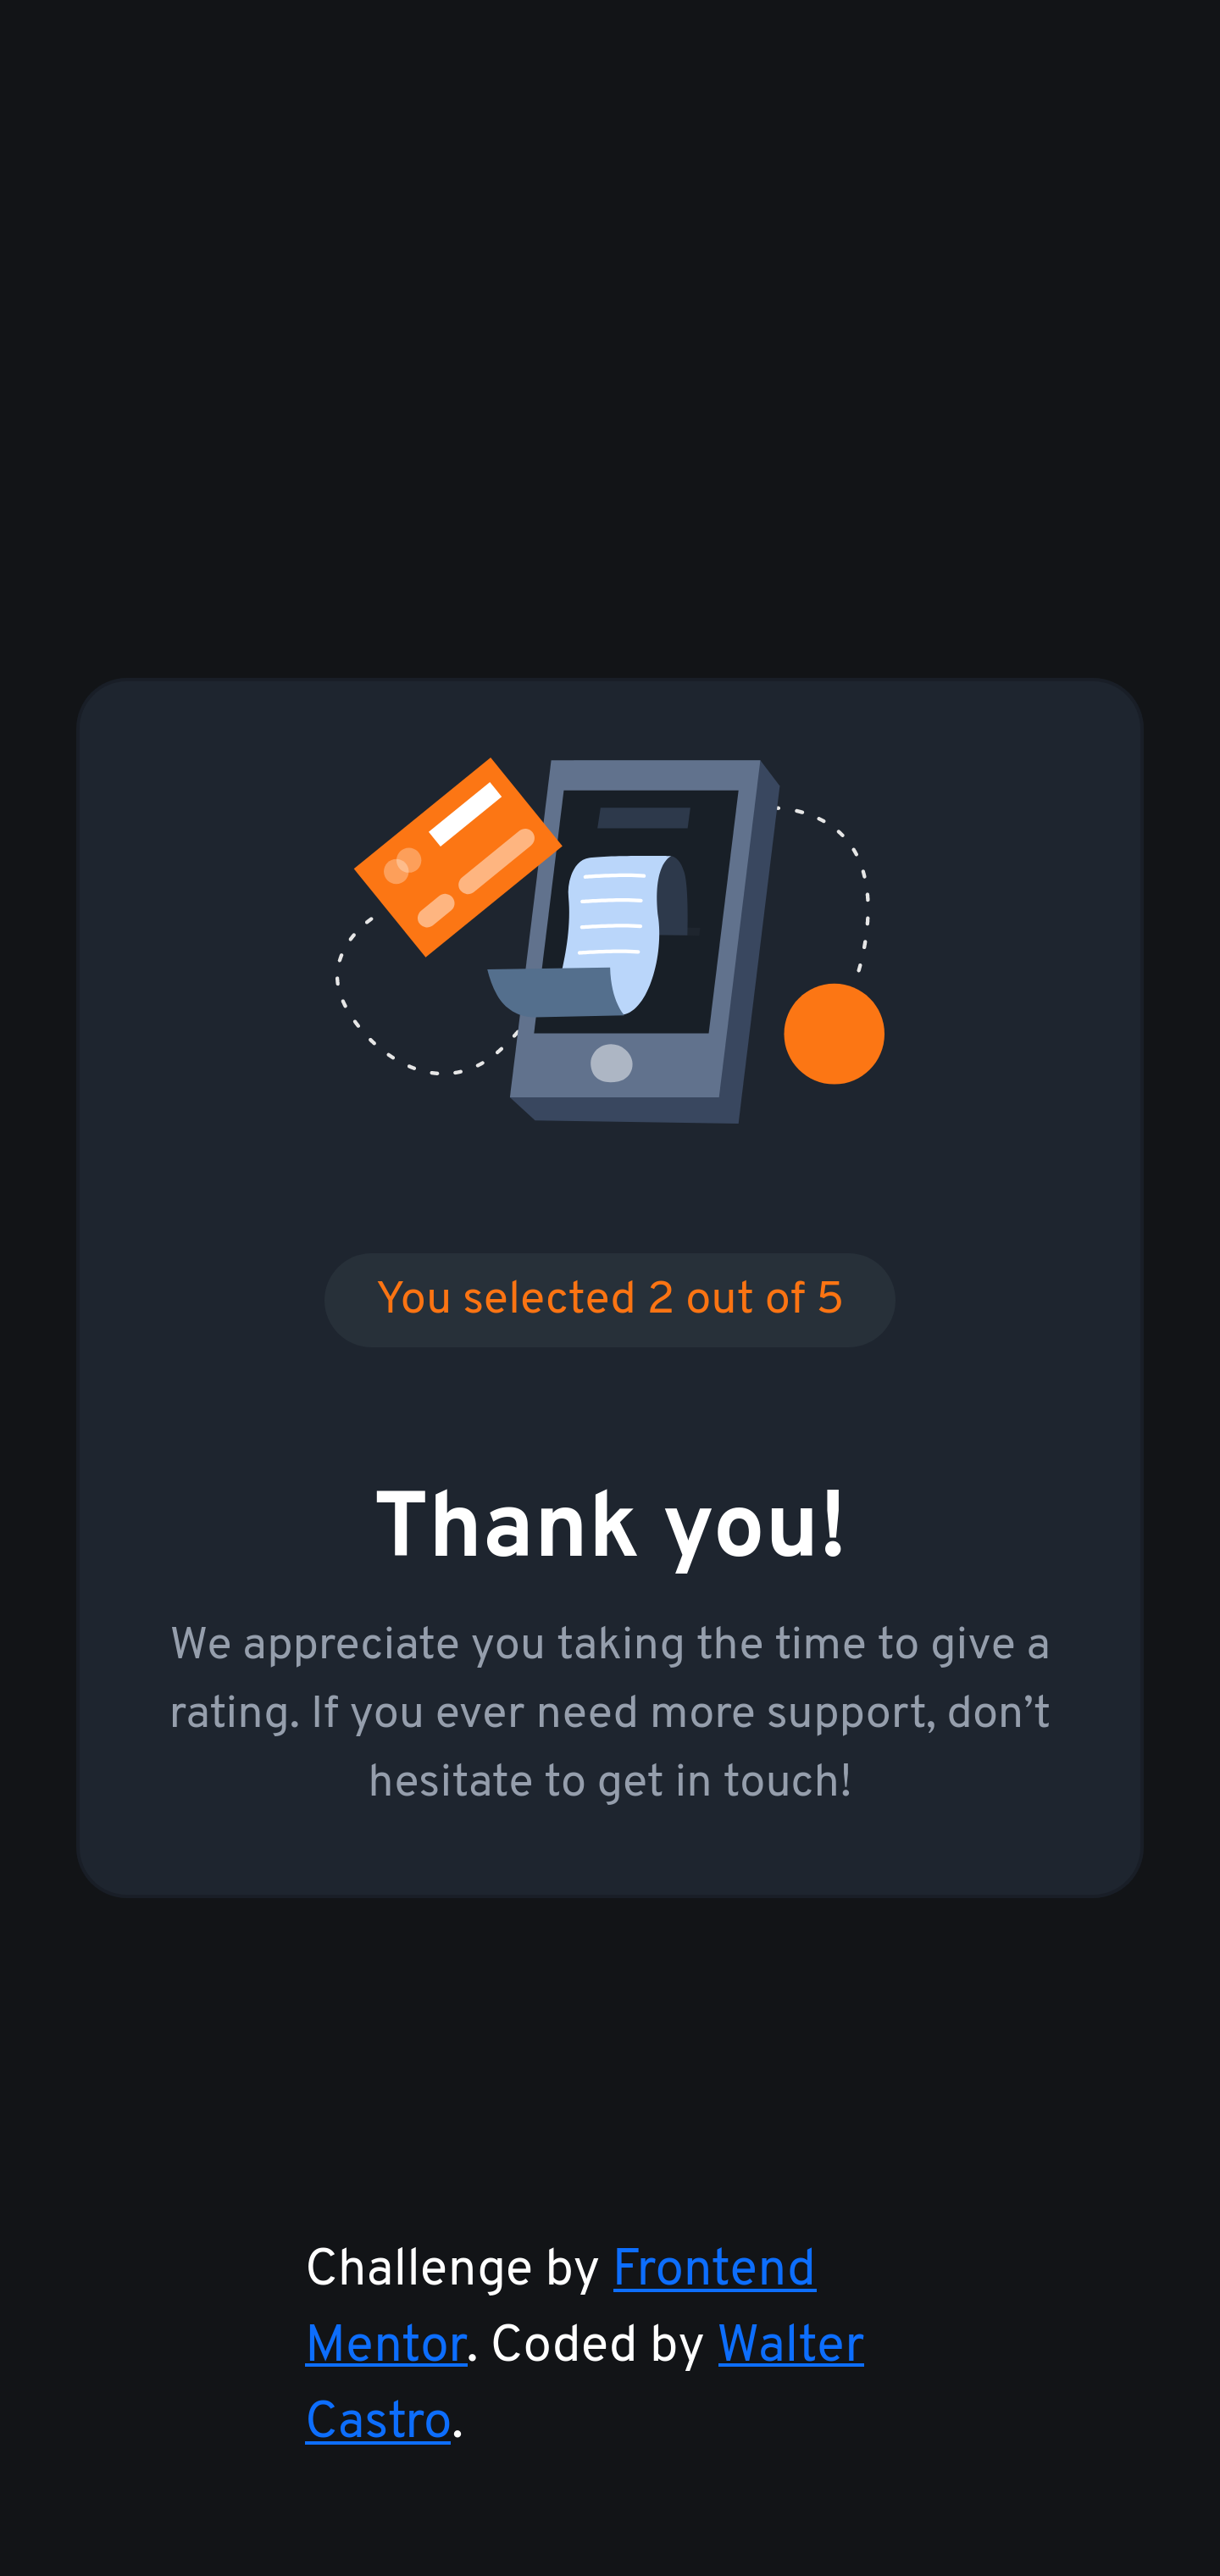 You selected 2 out of 5
Thank you!
We appreciate you taking the time to give a
rating. If you ever need more support, don’t
hesitate to get in touch!
Challenge by Frontend
Mentor. Coded by Walter
Castro.